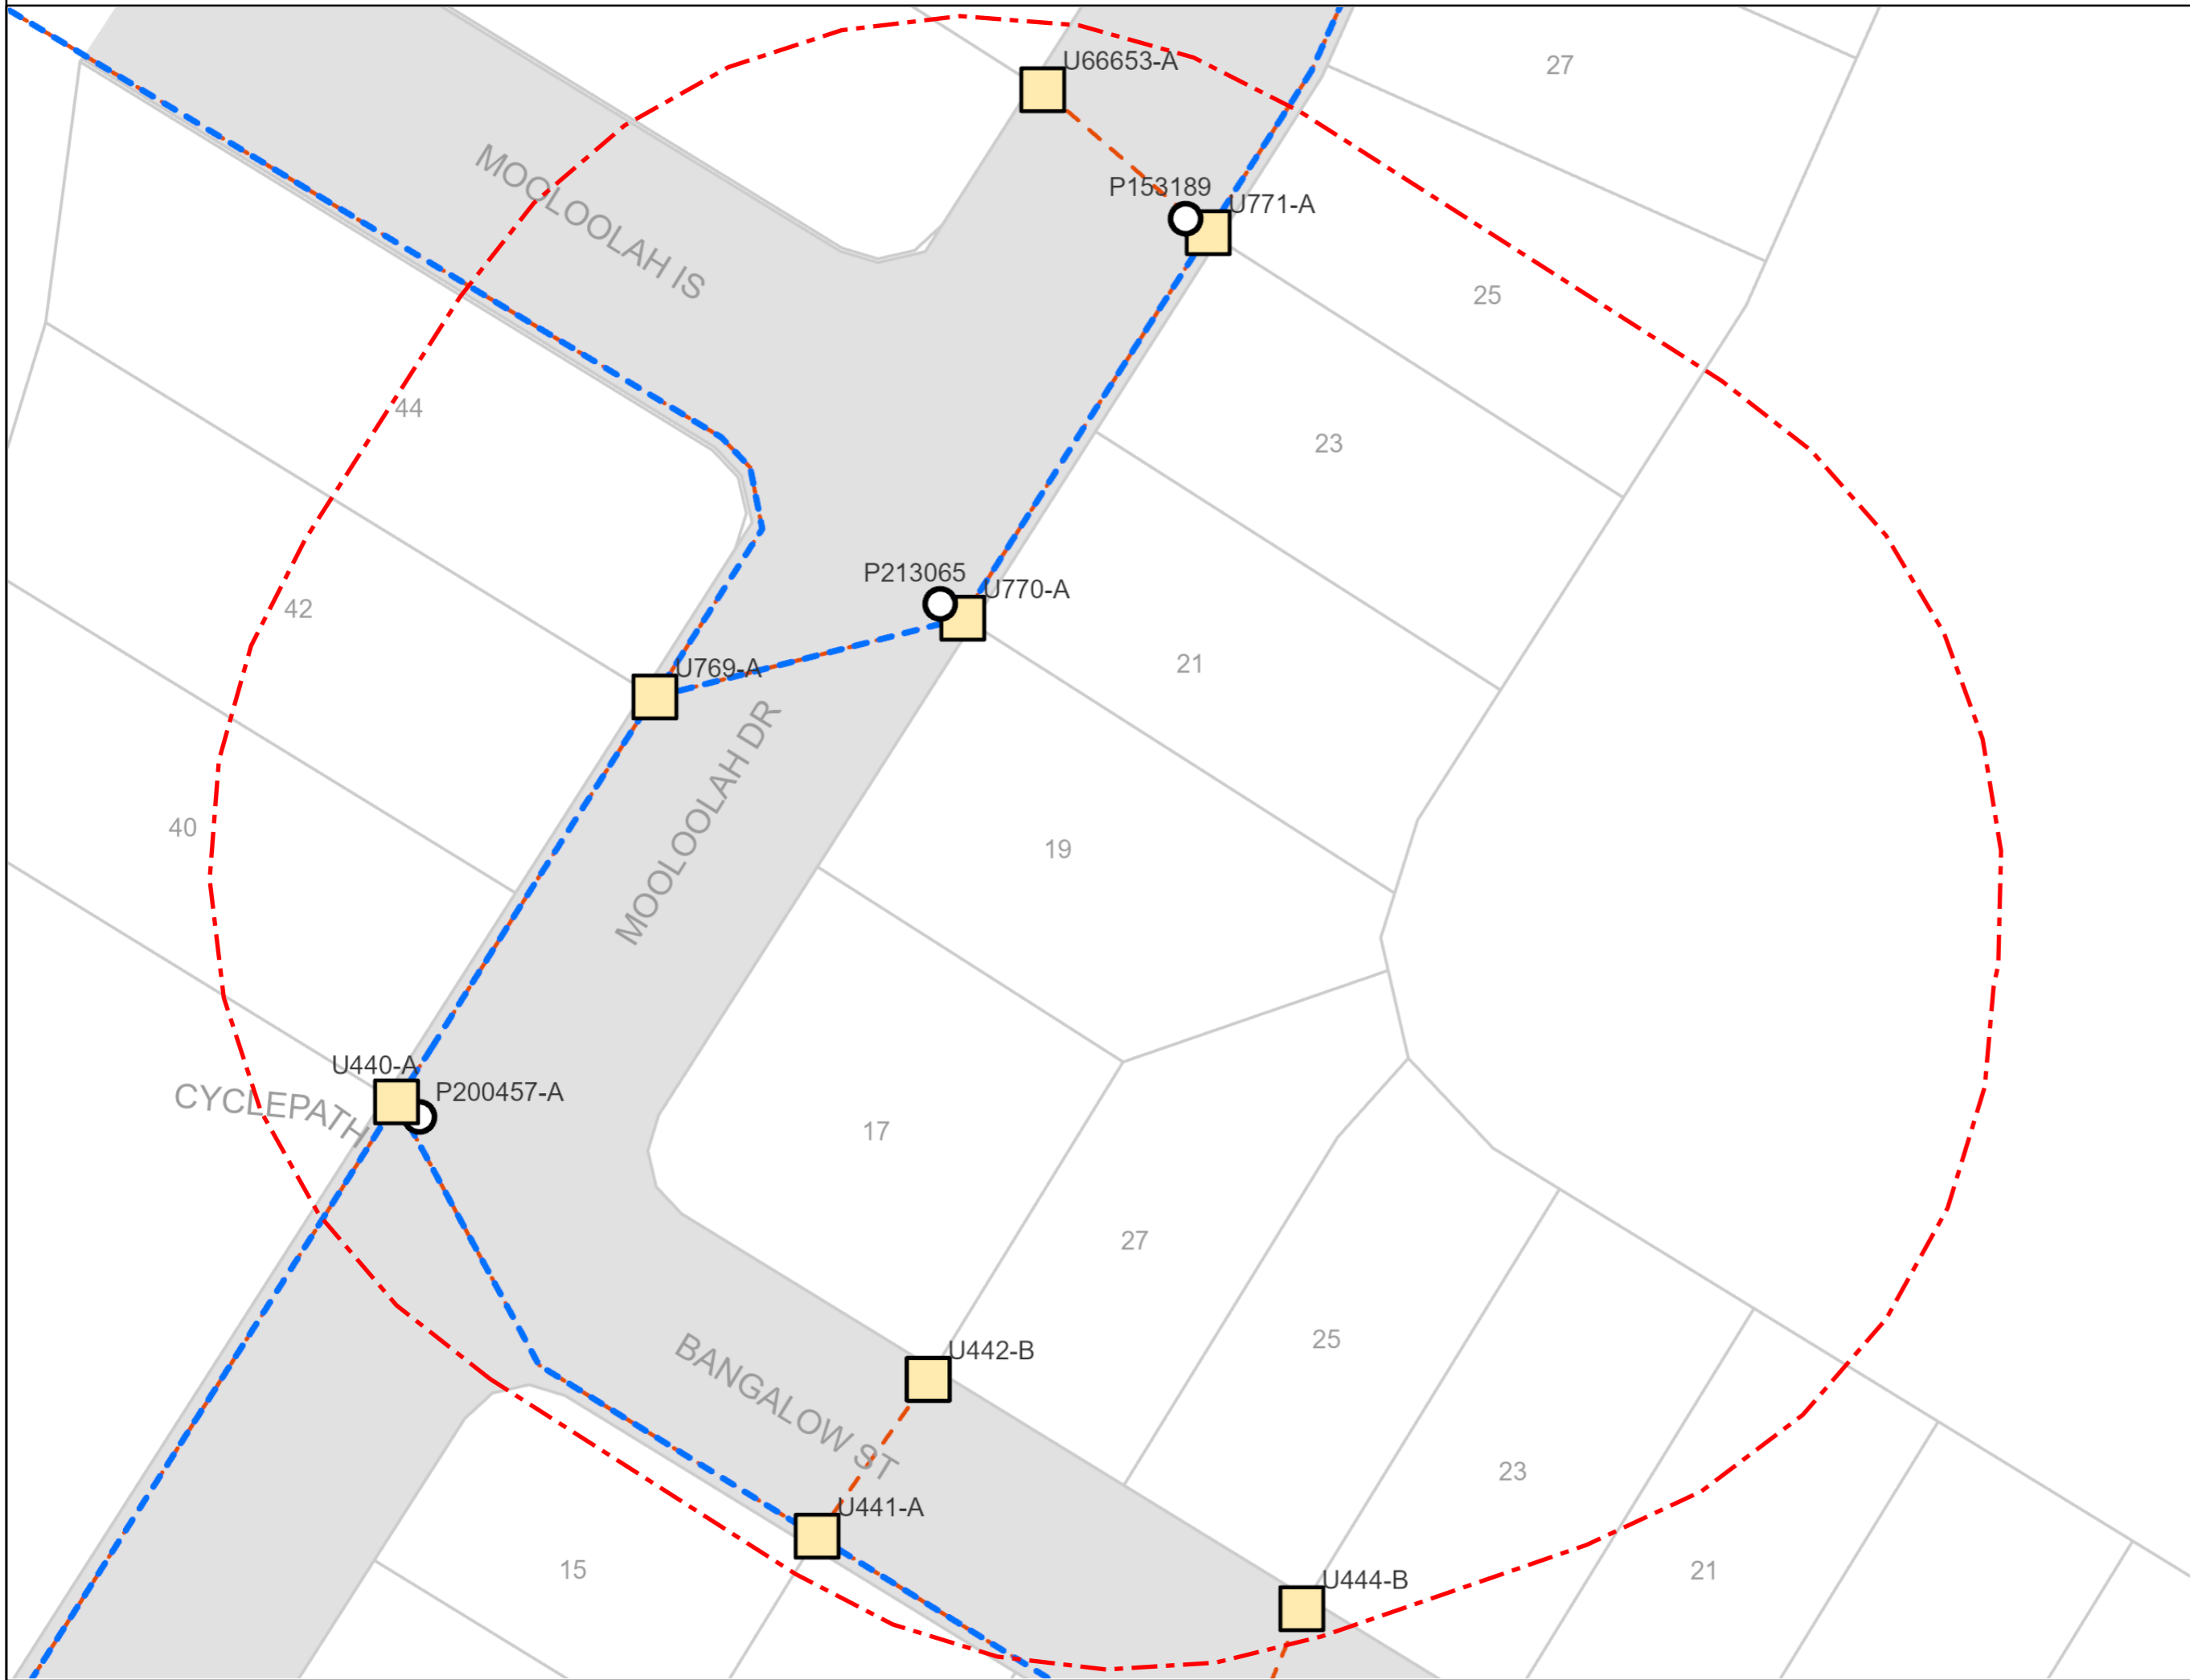 U66653-A
27
MOOLOOLAH IS
P153189
U771-A
25
44
23
P213065
U770-A
42
21
U769-A
MOOLOOLAH DR
40
19
U440-A
P200457-A
CYCLEPATH
17
27
25
U442-B
BANGALOW ST
23
U441-A
15
U444-B
21